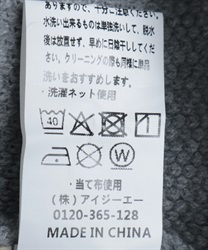 ありますので、十分ご注意ください。
水洗い出来るものは単独洗いして、脱水
後は放置せず、早めに日陰干ししてくださ
い。クリーニングの際も同様に単品
洗いをおすすめします。
・洗濯ネット使用
40
W
・当て布使用
(株)アイジーエー
0120-365-128
MADE IN CHINA